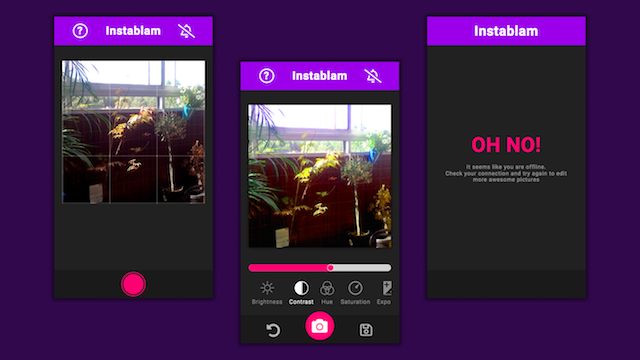 ?
Instablam
?
Instablam
Brightness
Contrast
Hue
Saturation
Expo
Instablam
OH NO!
It seems like you are offline.
Check your connection and try again to edit
more awesome pictures